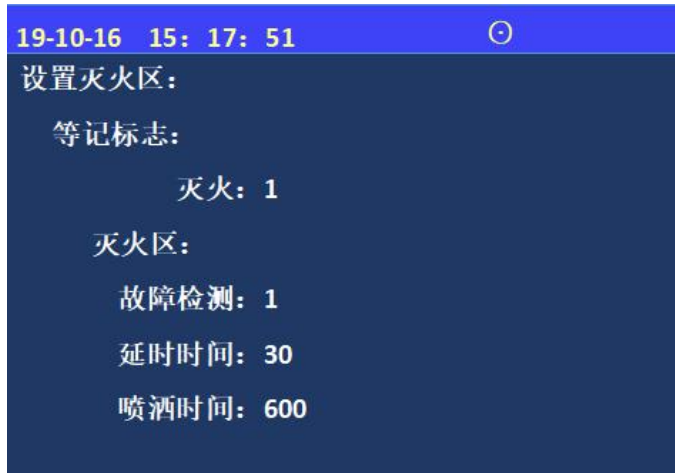 19-10-16 15：17：51
设置灭火区：
等记标志：
灭火：1
灭火区：
故障检测：1
延时时间：30
喷洒时间：600